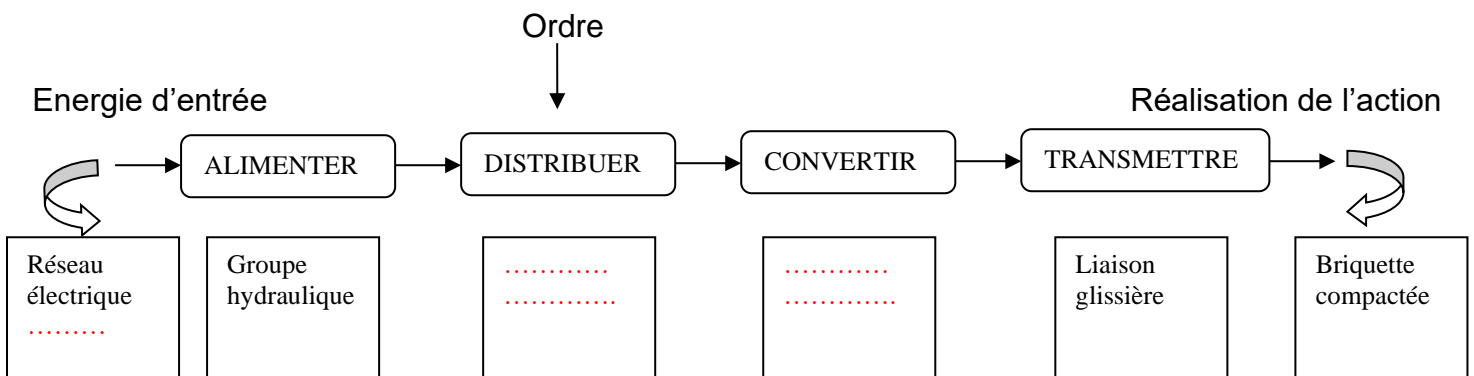 Ordre
Energie d’entrée
Réalisation de l’action
ALIMENTER
DISTRIBUER
CONVERTIR
TRANSMETTRE
Réseau
électrique
………
Groupe
hydraulique
…………
………….
…………
………….
Liaison
glissière
Briquette
compactée